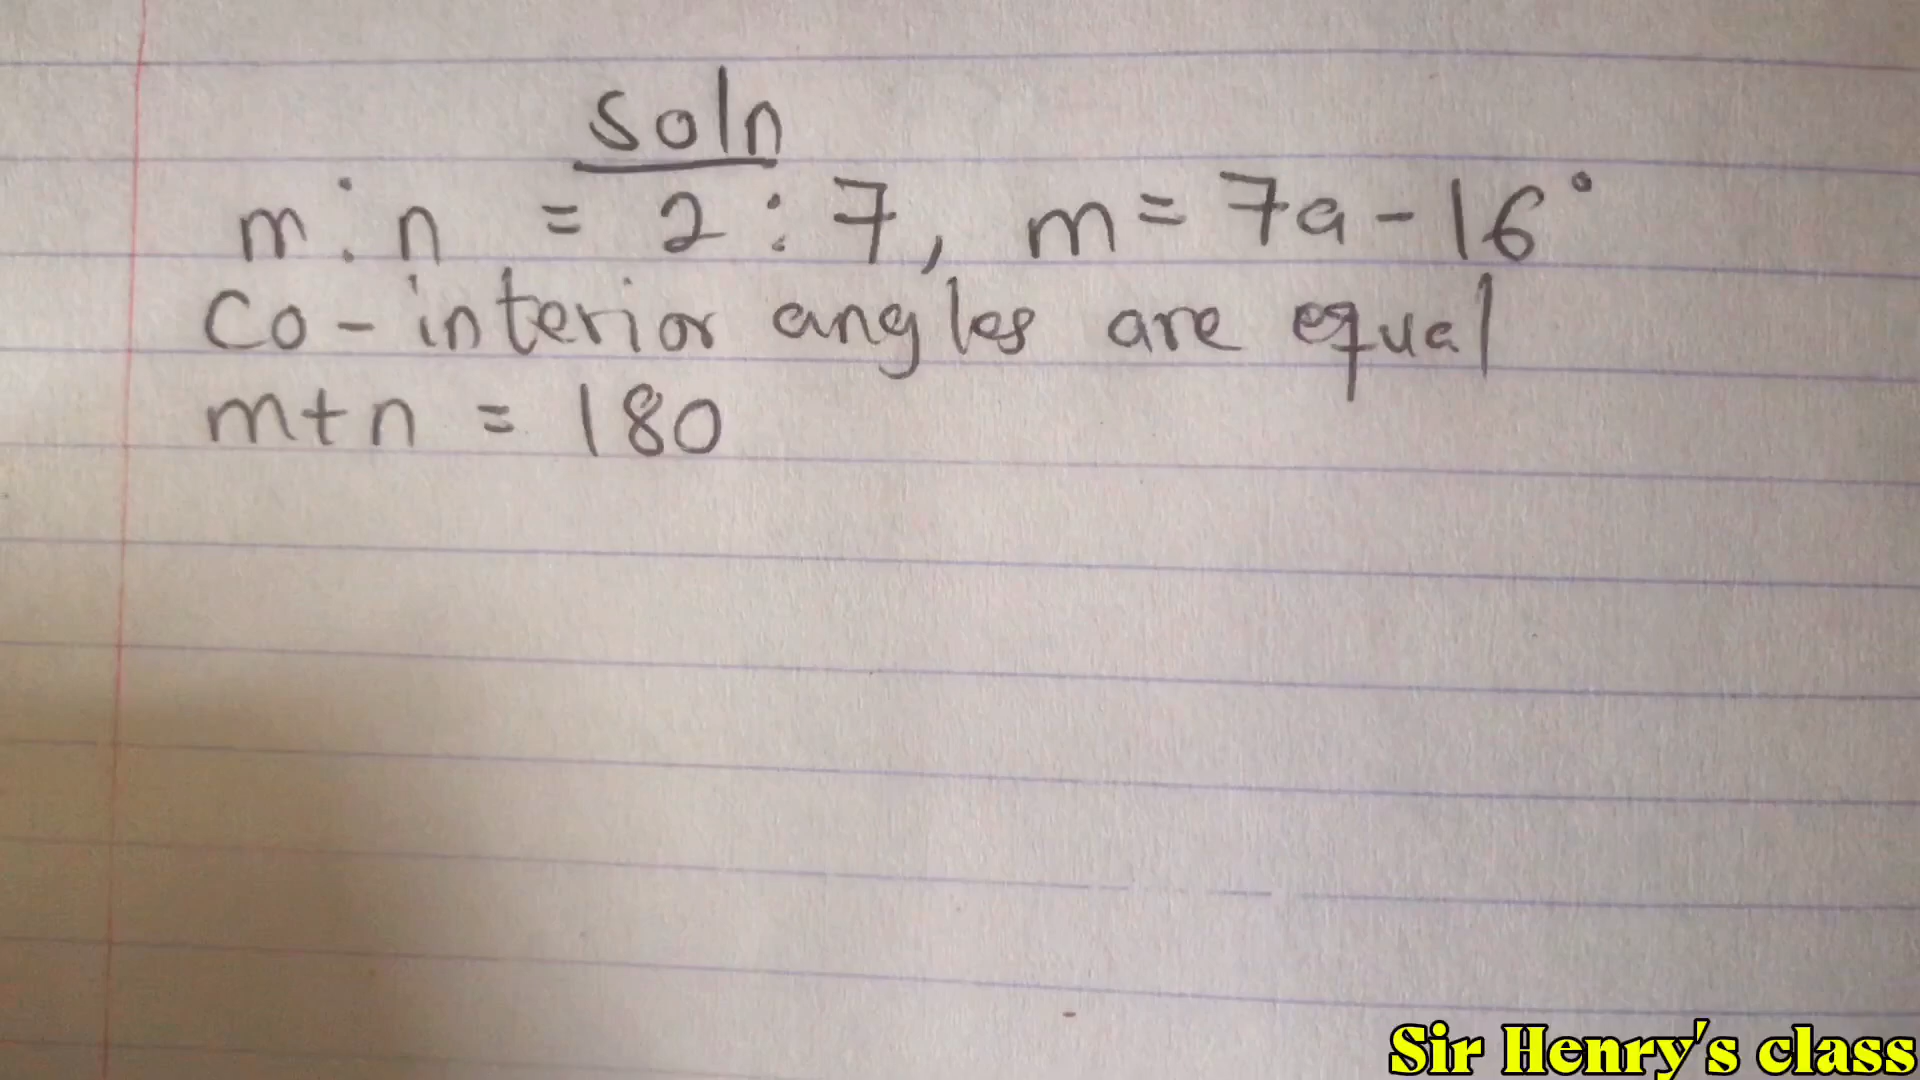 soln
m : n = 2 : 7, m = 7a - 16°
Co-interior angles are equal
m+n = 180
Sir Henry's class